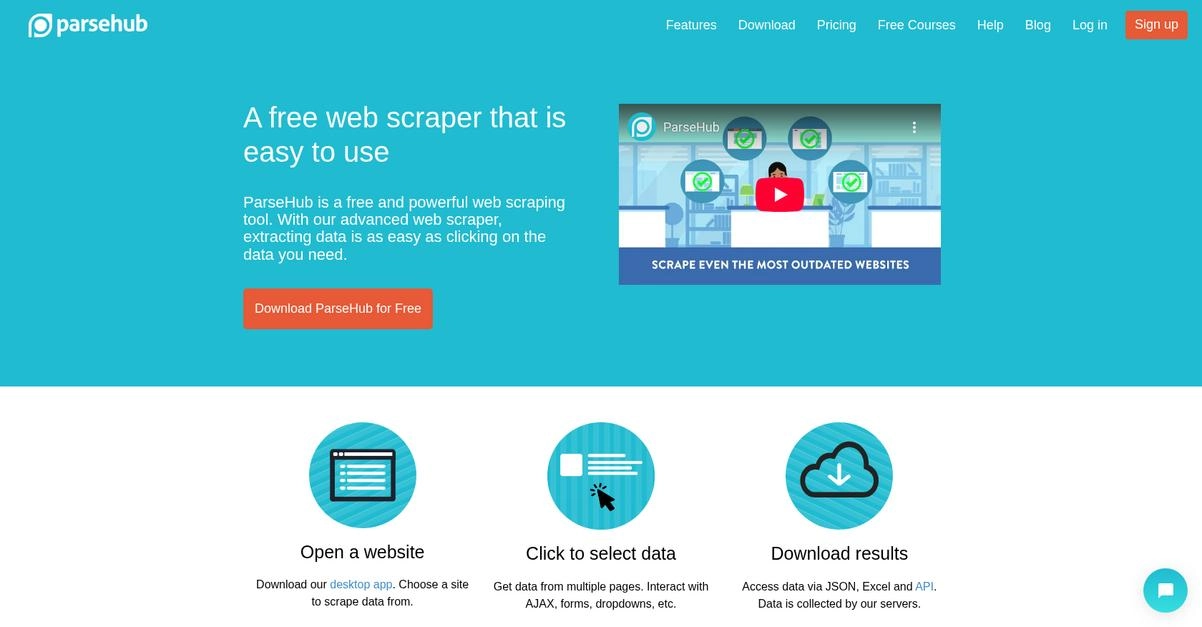 parsehub
Features
Download
Pricing
Free Courses
Help
Blog
Log in
Sign up
A free web scraper that is
easy to use
ParseHub is a free and powerful web scraping
tool. With our advanced web scraper,
extracting data is as easy as clicking on the
data you need.
Download ParseHub for Free
ParseHub
SCRAPE EVEN THE MOST OUTDATED WEBSITES
Open a website
Download our desktop app. Choose a site
to scrape data from.
Click to select data
Get data from multiple pages. Interact with
AJAX, forms, dropdowns, etc.
Download results
Access data via JSON, Excel and API.
Data is collected by our servers.